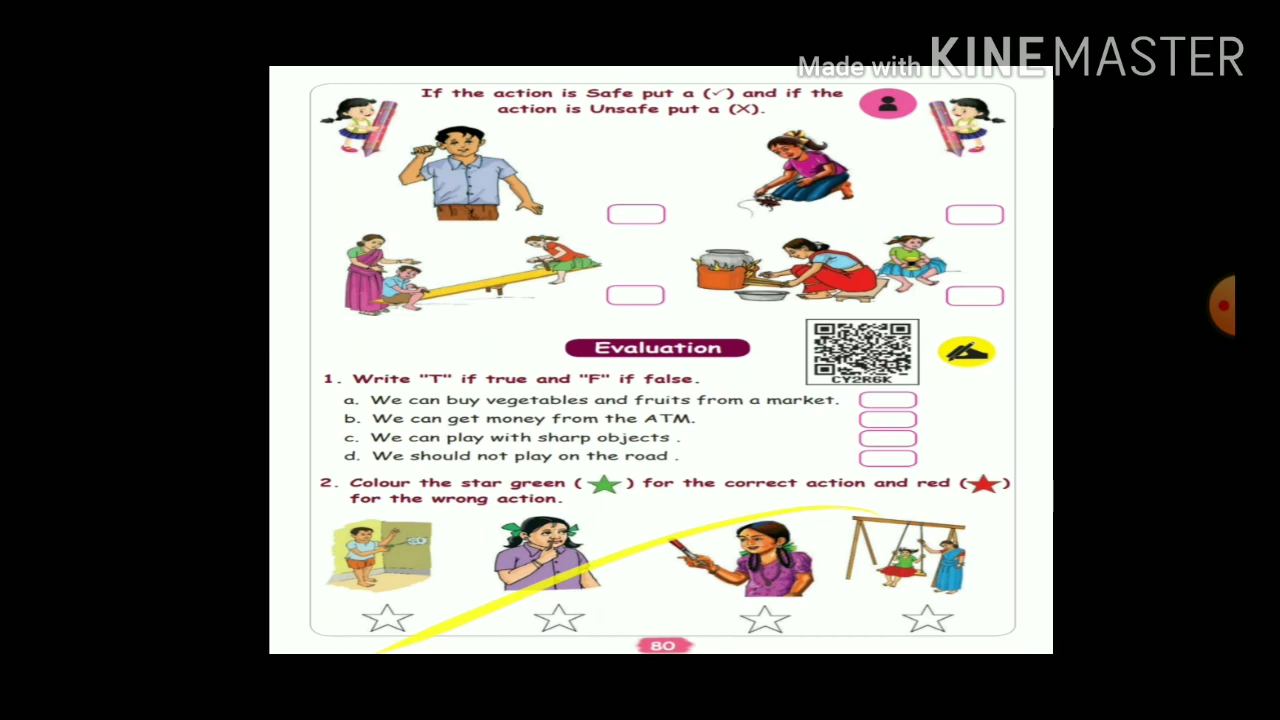 Made with KINEMASTER
If the action is Safe put a (✓) and if the
action is Unsafe put a (X).
Evaluation
CY2R6K
1. Write "T" if true and "F" if false.
a. We can buy vegetables and fruits from a market.
b. We can get money from the ATM.
c. We can play with sharp objects .
d. We should not play on the road .
2. Colour the star green (★) for the correct action and red (★)
for the wrong action.
80